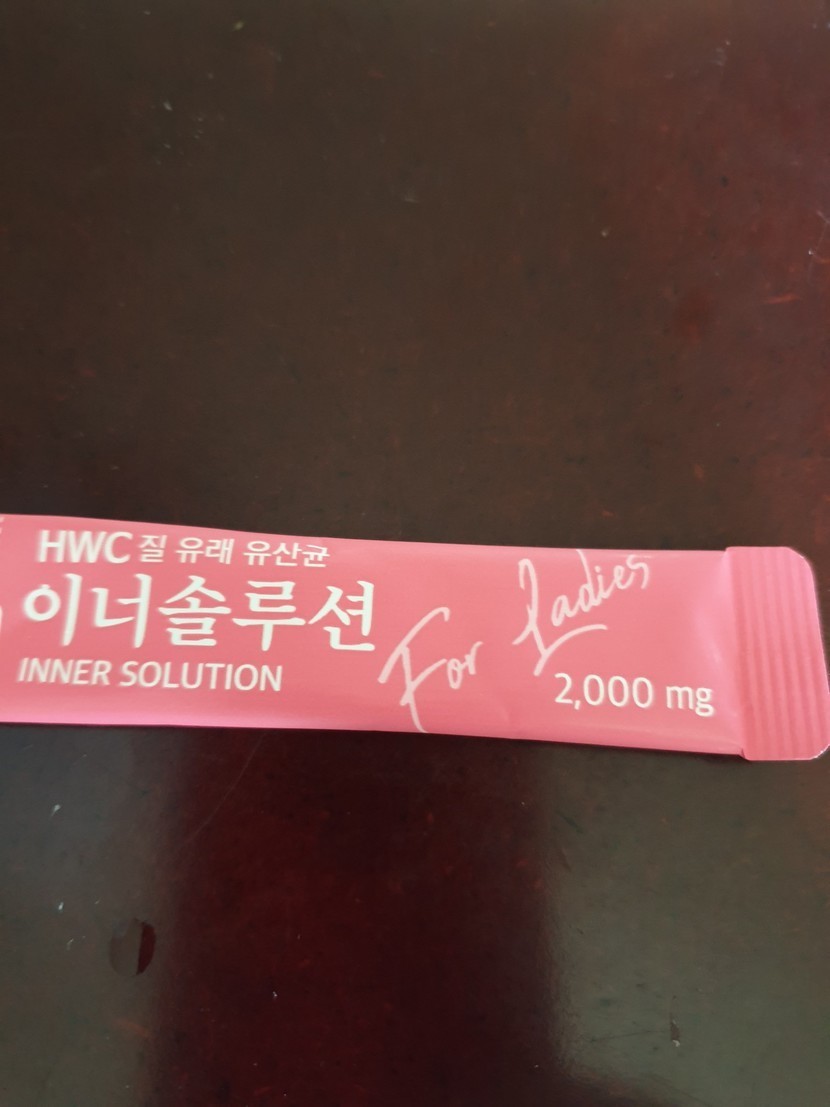 HWC 질 유래 유산균
이너솔루션
INNER SOLUTION
For Ladies
2,000 mg